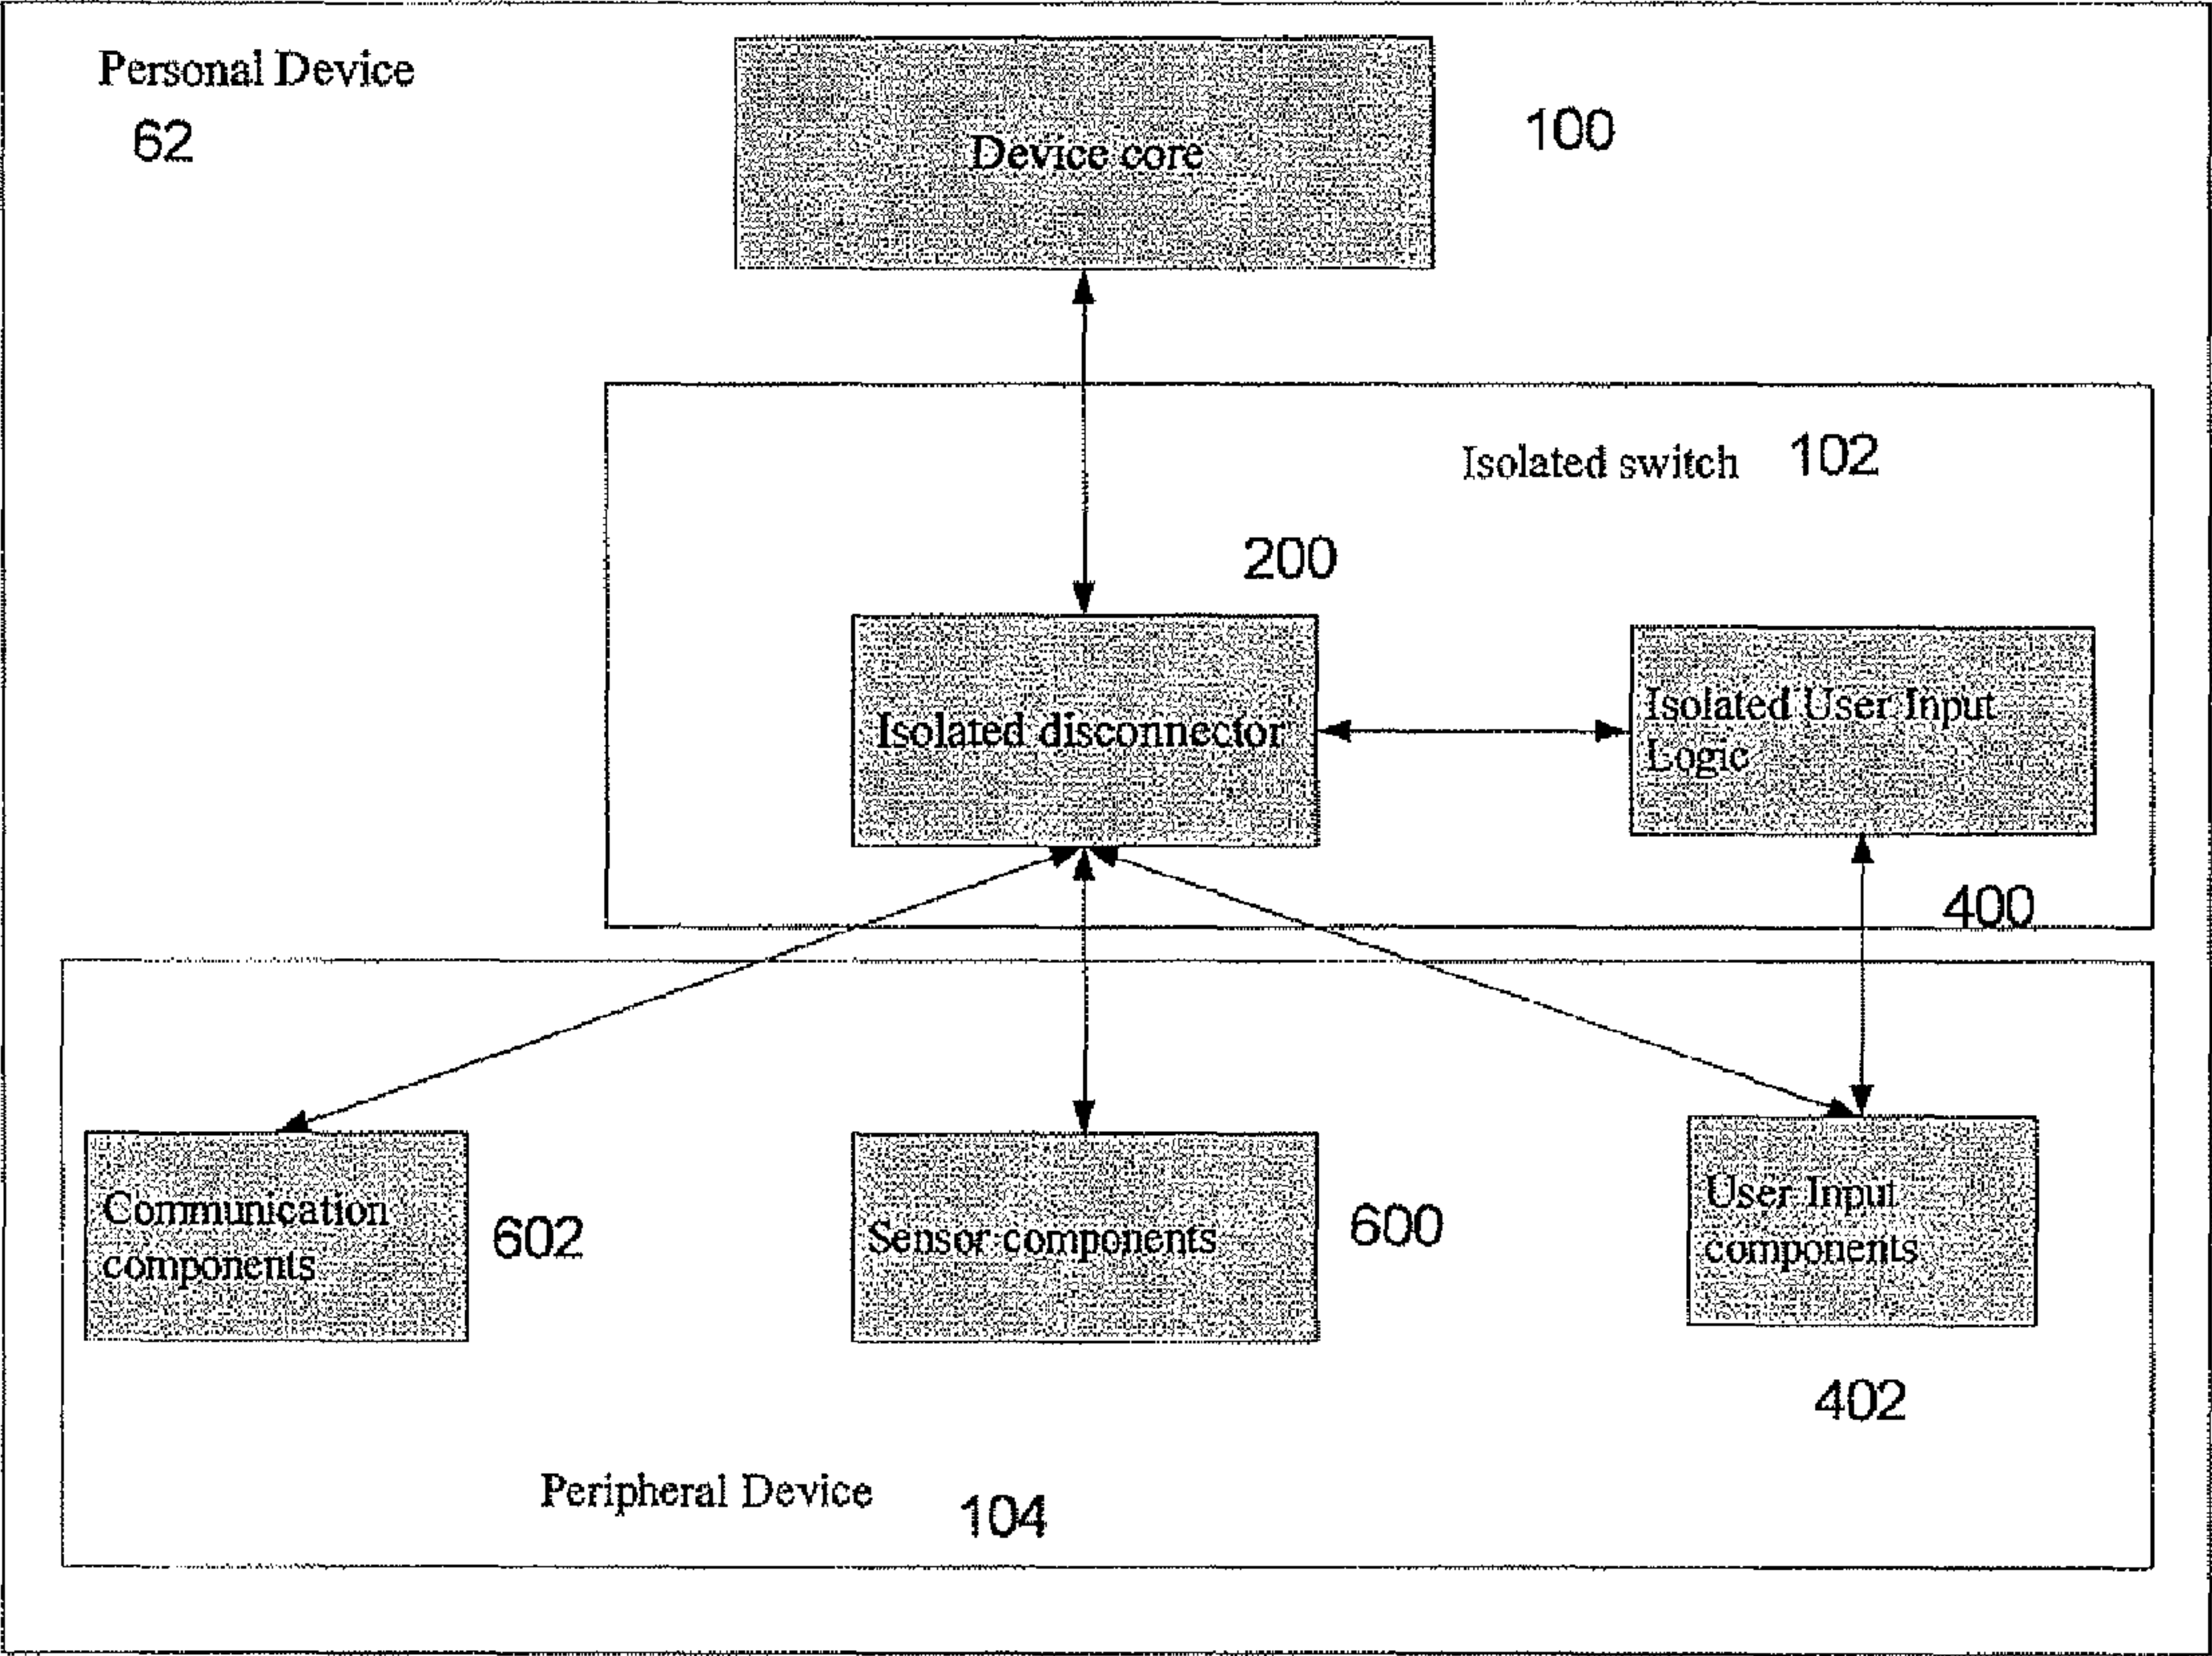 Personal Device
62
Device core
100
Isolated switch 102
200
Isolated disconnector
Isolated User Input
Logic
400
Communication
components
602
Sensor components
600
User Input
components
402
Peripheral Device
104